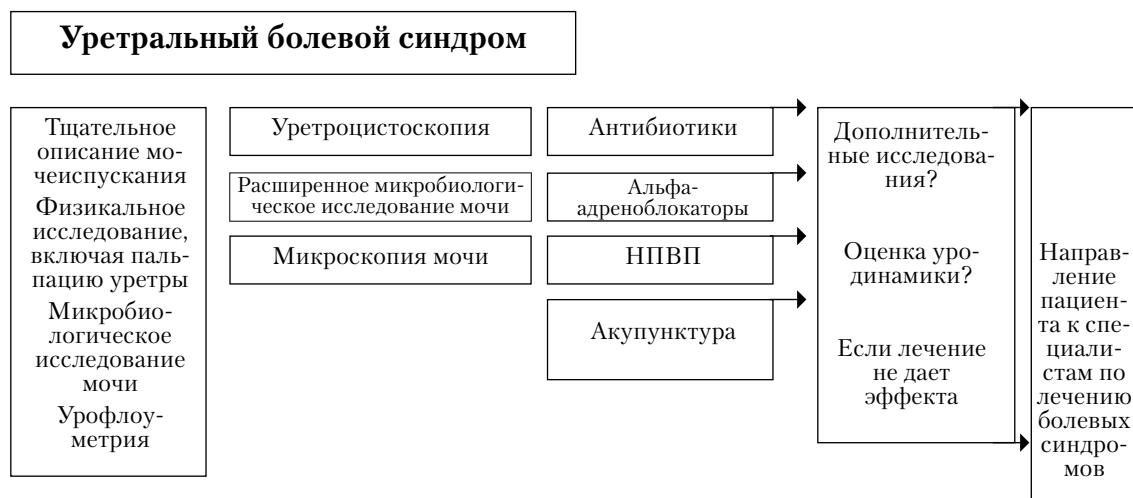 Уретральный болевой синдром
Тщательное
описание мо-
чеиспускания
Физикальное
исследование,
включая паль-
пацию уретры
Микробио-
логическое
исследование
мочи
Урофлоу-
метрия
Уретроцистоскопия
Расширенное микробиологи-
ческое исследование мочи
Микроскопия мочи
Антибиотики
Альфа-
адреноблокаторы
НПВП
Акупунктура
Дополнитель-
ные исследова-
ния?
Оценка уро-
динамики?
Если лечение
не дает
эффекта
Направ-
ление
пациен-
та к спе-
циали-
стам по
лечению
болевых
синдро-
мов